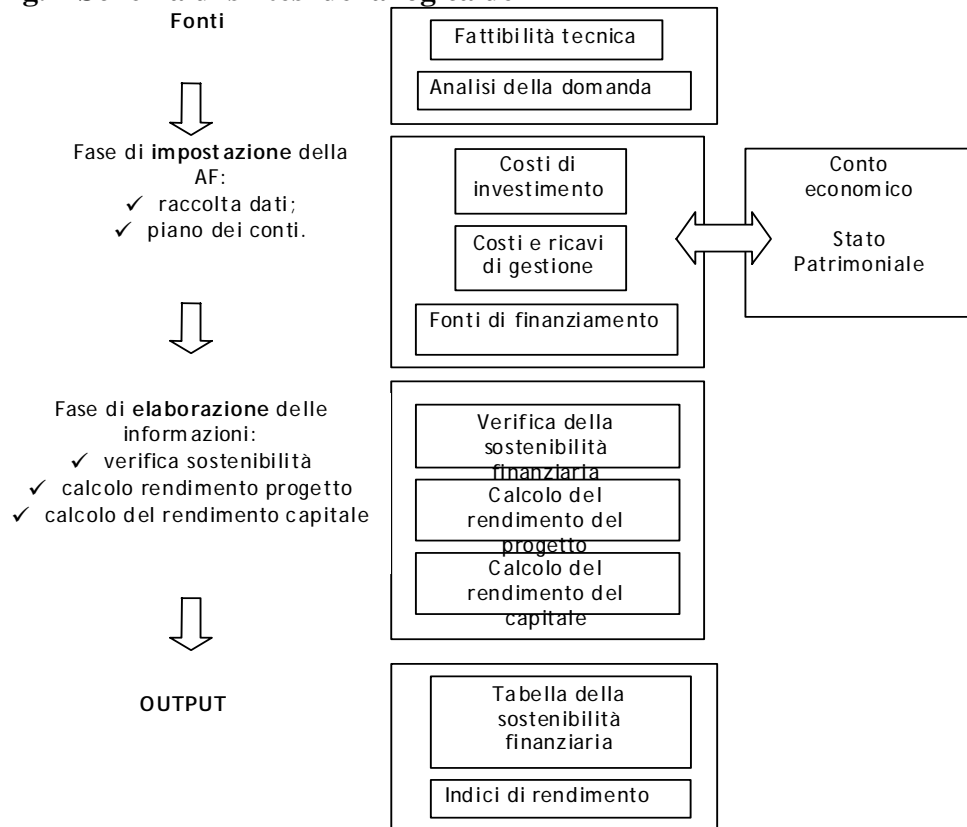 Fonti
Fattibilità tecnica
Analisi della domanda
Fase di impostazione della
AF:
✓ raccolta dati;
✓ piano dei conti.
Costi di
investimento
Costi e ricavi
di gestione
Fonti di finanziamento
Conto
economico
Stato
Patrimoniale
Fase di elaborazione delle
informazioni:
✓ verifica sostenibilità
✓ calcolo rendimento progetto
✓ calcolo del rendimento capitale
Verifica della
sostenibilità
finanziaria
Calcolo del
rendimento del
progetto
Calcolo del
rendimento del
capitale
OUTPUT
Tabella della
sostenibilità
finanziaria
Indici di rendimento